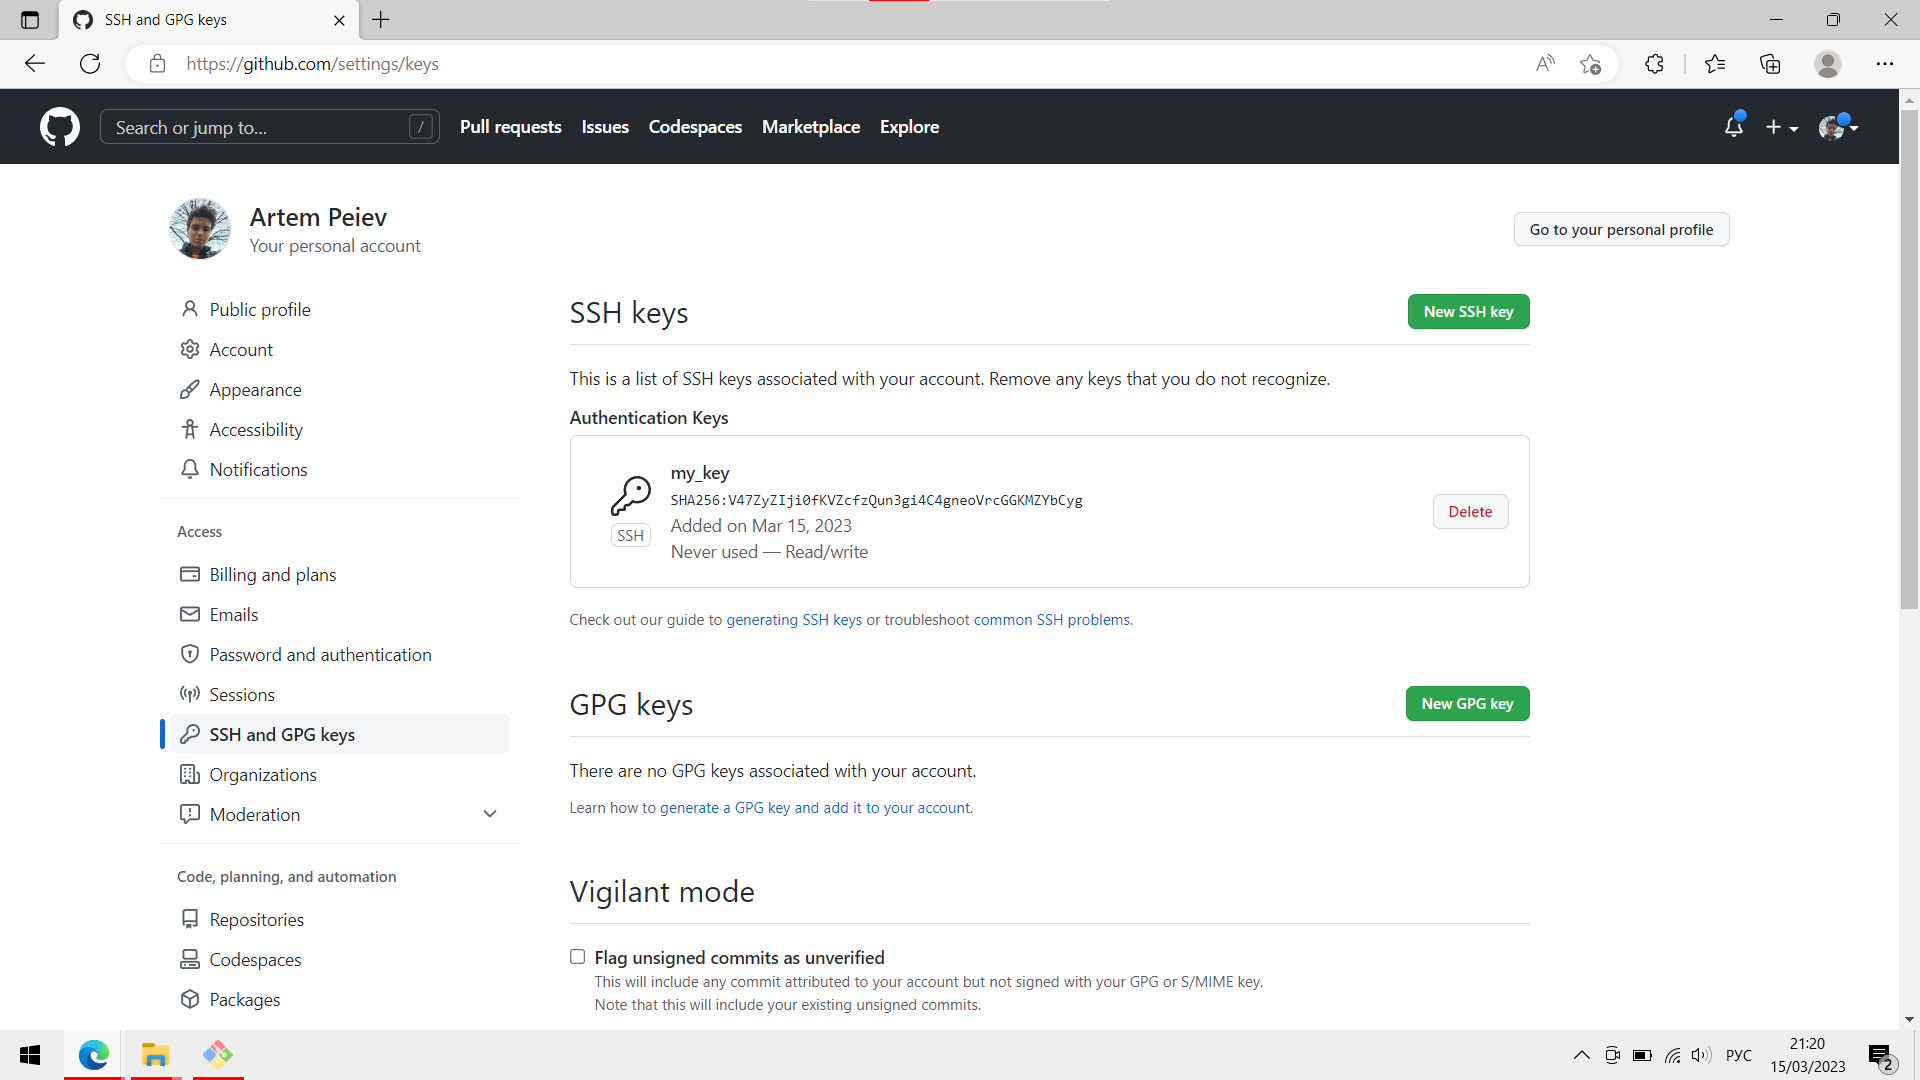 SSH and GPG keys
https://github.com/settings/keys
Search or jump to...
/
Pull requests
Issues
Codespaces
Marketplace
Explore
Artem Peiev
Your personal account
Go to your personal profile
Public profile
Account
Appearance
Accessibility
Notifications
Access
Billing and plans
Emails
Password and authentication
Sessions
SSH and GPG keys
Organizations
Moderation
Code, planning, and automation
Repositories
Codespaces
Packages
SSH keys
New SSH key
This is a list of SSH keys associated with your account. Remove any keys that you do not recognize.
Authentication Keys
my_key
SHA256:V47ZyZIji0fKVZcfzQun3gi4C4gneoVrcGGKMZYbCyg
SSH
Added on Mar 15, 2023
Never used — Read/write
Delete
Check out our guide to generating SSH keys or troubleshoot common SSH problems.
GPG keys
New GPG key
There are no GPG keys associated with your account.
Learn how to generate a GPG key and add it to your account.
Vigilant mode
Flag unsigned commits as unverified
This will include any commit attributed to your account but not signed with your GPG or S/MIME key.
Note that this will include your existing unsigned commits.
РУС
21:20
15/03/2023
2